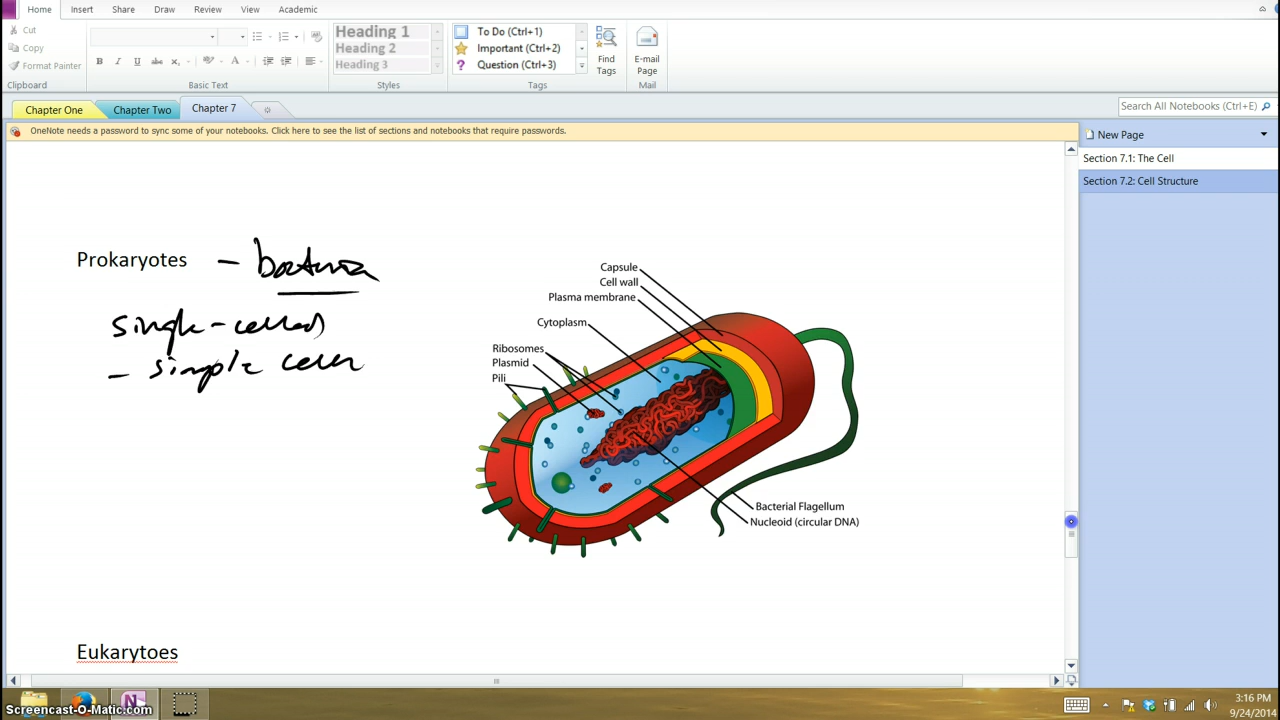 Home Insert Share Draw Review View Academic
Cut
Copy
Format Painter
Clipboard
B I U abc x₂ A
Basic Text
Heading 1
Heading 2
Heading 3
Styles
To Do (Ctrl+1)
Important (Ctrl+2)
Question (Ctrl+3)
Tags
Find Tags
E-mail Page
Mail
Chapter One Chapter Two Chapter 7
Search All Notebooks (Ctrl+E)
OneNote needs a password to sync some of your notebooks. Click here to see the list of sections and notebooks that require passwords.
New Page
Section 7.1: The Cell
Section 7.2: Cell Structure
Prokaryotes – bacteria
single-celled
– simple cells
Capsule
Cell wall
Plasma membrane
Cytoplasm
Ribosomes
Plasmid
Pili
Bacterial Flagellum
Nucleoid (circular DNA)
Eukarytoes
Screencast-O-Matic.com
3:16 PM
9/24/2014